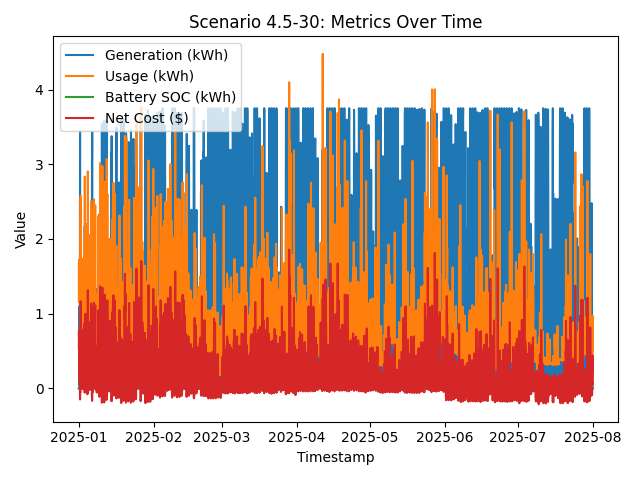 Scenario 4.5-30: Metrics Over Time
Generation (kWh)
Usage (kWh)
Battery SOC (kWh)
Net Cost ($)
Value
4
3
2
1
0
2025-01 2025-02 2025-03 2025-04 2025-05 2025-06 2025-07 2025-08
Timestamp